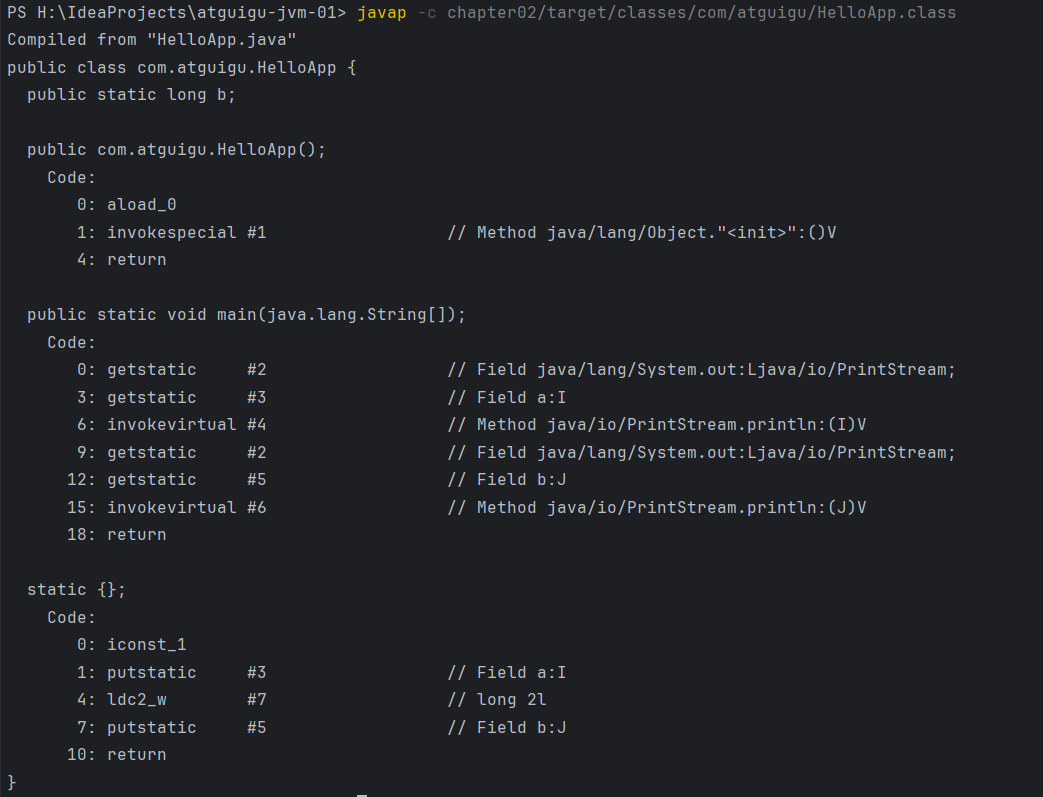 PS H:\IdeaProjects\atguigu-jvm-01> javap -c chapter02/target/classes/com/atguigu/HelloApp.class
Compiled from "HelloApp.java"
public class com.atguigu.HelloApp {
  public static long b;

  public com.atguigu.HelloApp();
    Code:
       0: aload_0
       1: invokespecial #1                  // Method java/lang/Object."<init>":()V
       4: return

  public static void main(java.lang.String[]);
    Code:
       0: getstatic     #2                  // Field java/lang/System.out:Ljava/io/PrintStream;
       3: getstatic     #3                  // Field a:I
       6: invokevirtual #4                  // Method java/io/PrintStream.println:(I)V
       9: getstatic     #2                  // Field java/lang/System.out:Ljava/io/PrintStream;
      12: getstatic     #5                  // Field b:J
      15: invokevirtual #6                  // Method java/io/PrintStream.println:(J)V
      18: return

  static {};
    Code:
       0: iconst_1
       1: putstatic     #3                  // Field a:I
       4: ldc2_w        #7                  // long 2l
       7: putstatic     #5                  // Field b:J
      10: return
}